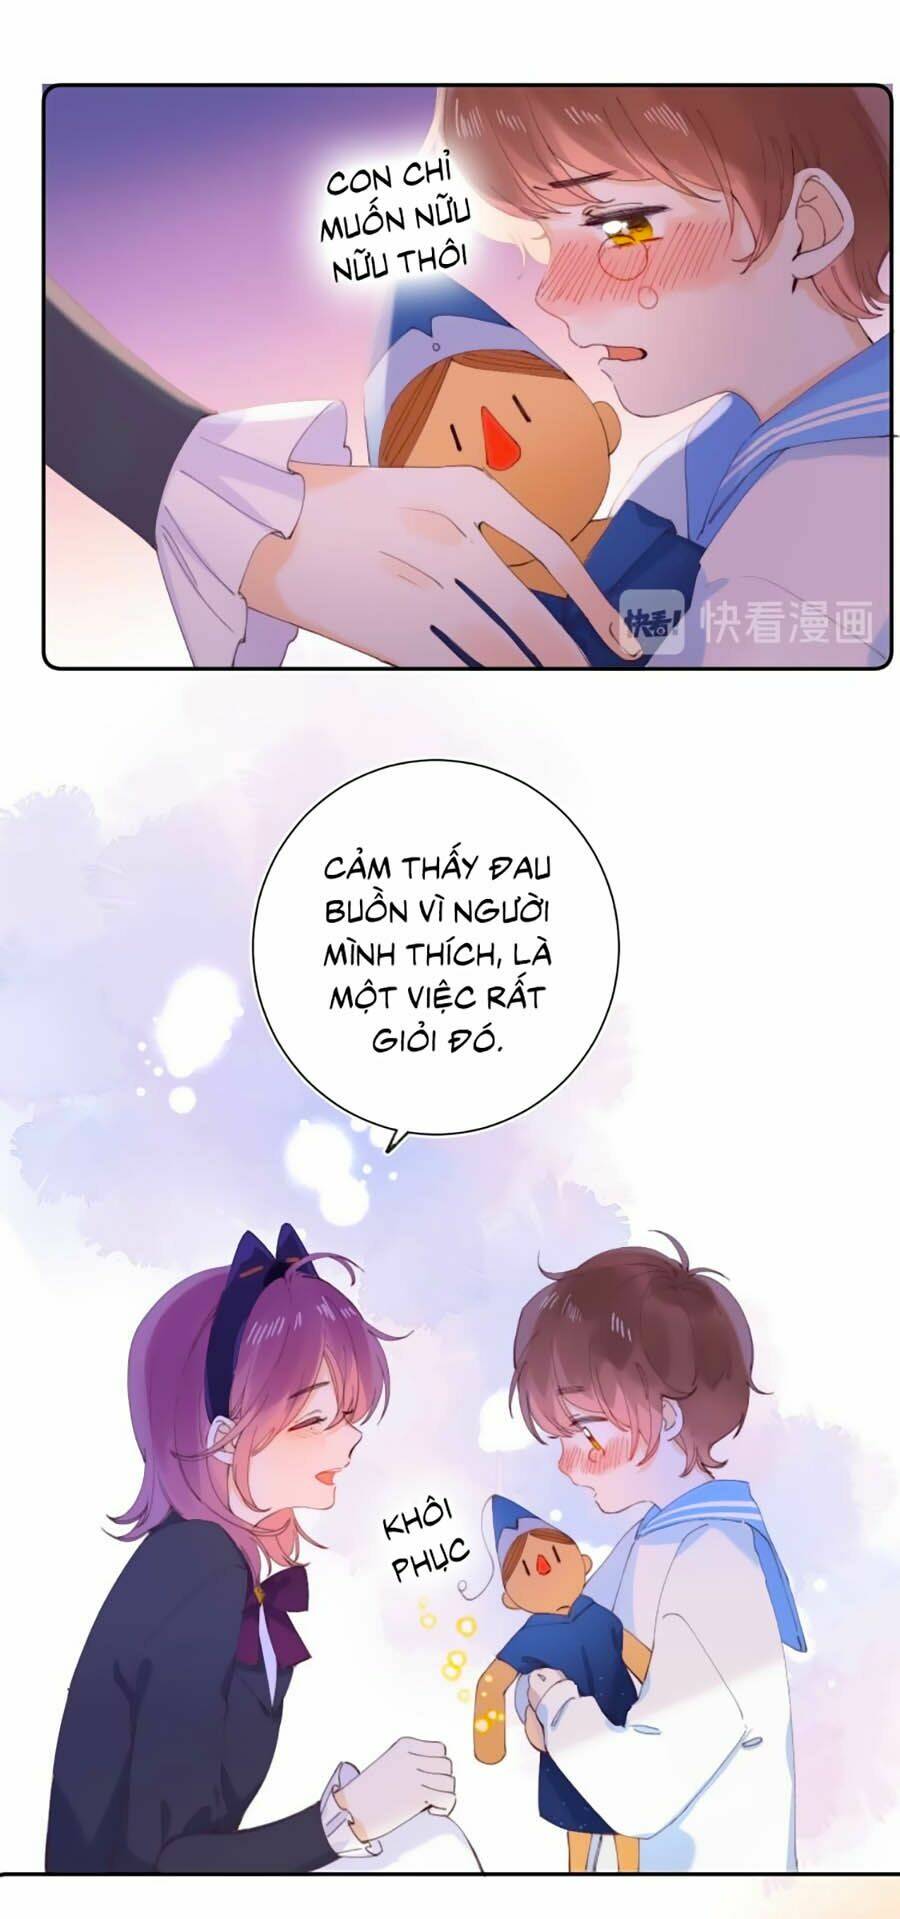 CON CHỈ
MUỐN NỮU
NỮU THÔI
快看!
快看漫画
CẢM THẤY ĐAU
BUỒN VÌ NGƯỜI
MÌNH THÍCH, LÀ
MỘT VIỆC RẤT
GIỎI ĐÓ.
KHÔI
PHỤC